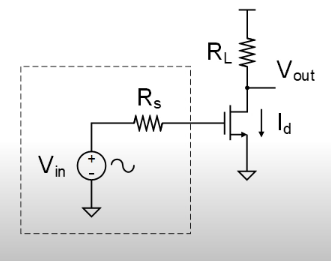 R_L
V_out
R_s
I_d
V_in
+
-